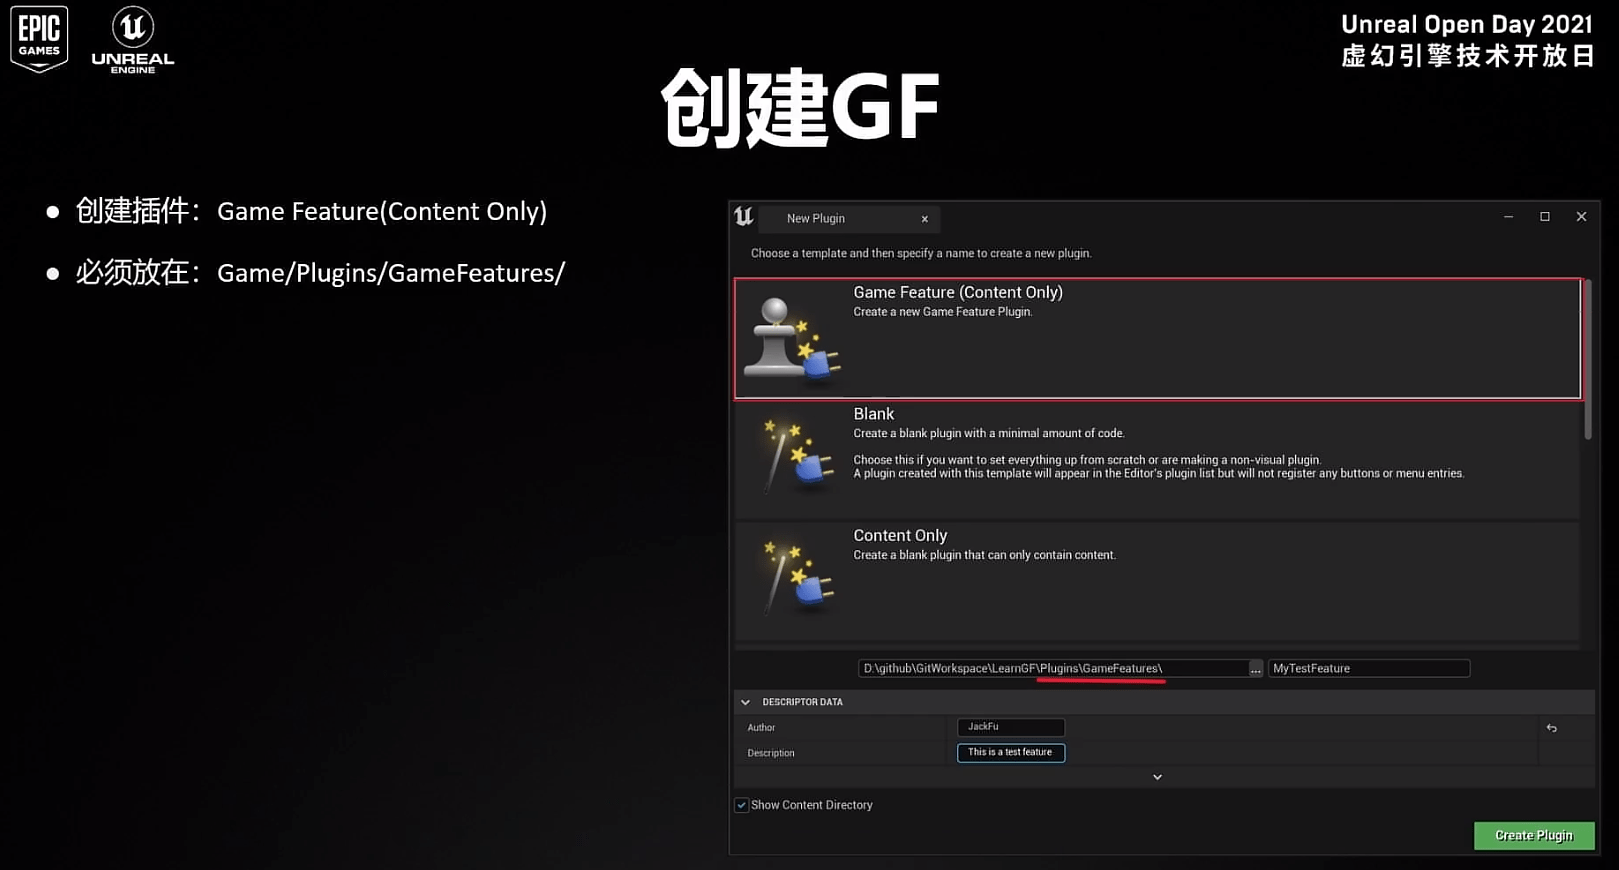 EPIC
GAMES
UNREAL
ENGINE
Unreal Open Day 2021
虚幻引擎技术开放日
创建GF
● 创建插件：Game Feature(Content Only)
● 必须放在：Game/Plugins/GameFeatures/
New Plugin
Choose a template and then specify a name to create a new plugin.
Game Feature (Content Only)
Create a new Game Feature Plugin.
Blank
Create a blank plugin with a minimal amount of code.
Choose this if you want to set everything up from scratch or are making a non-visual plugin.
A plugin created with this template will appear in the Editor's plugin list but will not register any buttons or menu entries.
Content Only
Create a blank plugin that can only contain content.
D:\github\GitWorkspace\LearnGF\Plugins\GameFeatures\ ... MyTestFeature
DESCRIPTOR DATA
Author JackFu
Description This is a test feature
Show Content Directory
Create Plugin